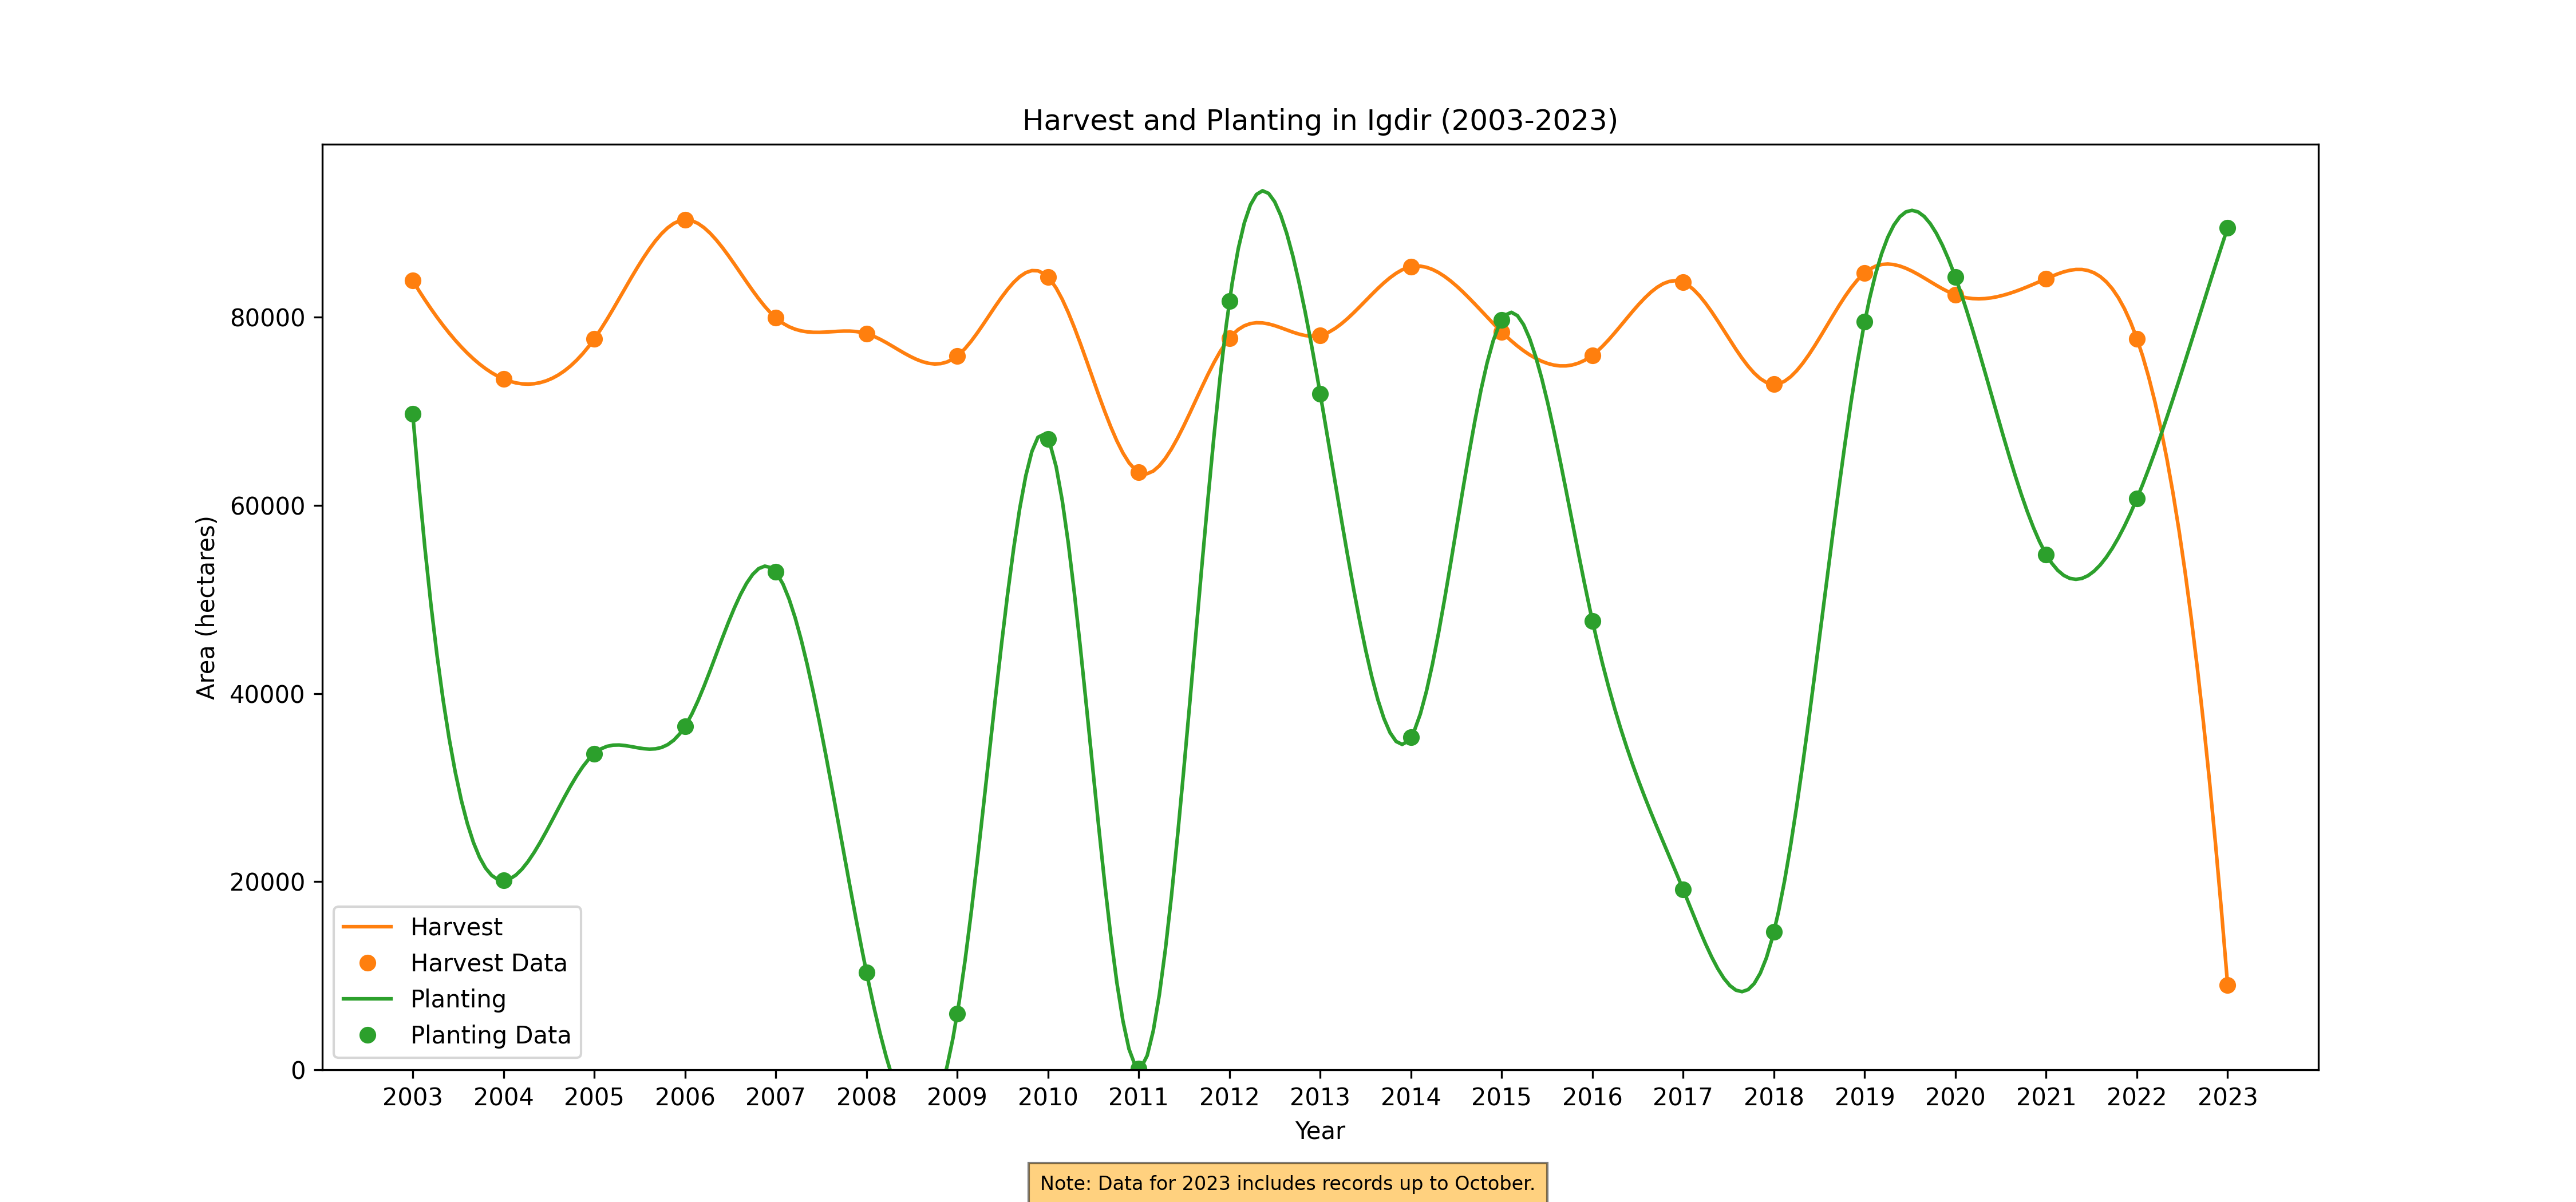 Harvest and Planting in Igdir (2003-2023)
Area (hectares)
80000
60000
40000
20000
0
Harvest
Harvest Data
Planting
Planting Data
2003 2004 2005 2006 2007 2008 2009 2010 2011 2012 2013 2014 2015 2016 2017 2018 2019 2020 2021 2022 2023
Year
Note: Data for 2023 includes records up to October.